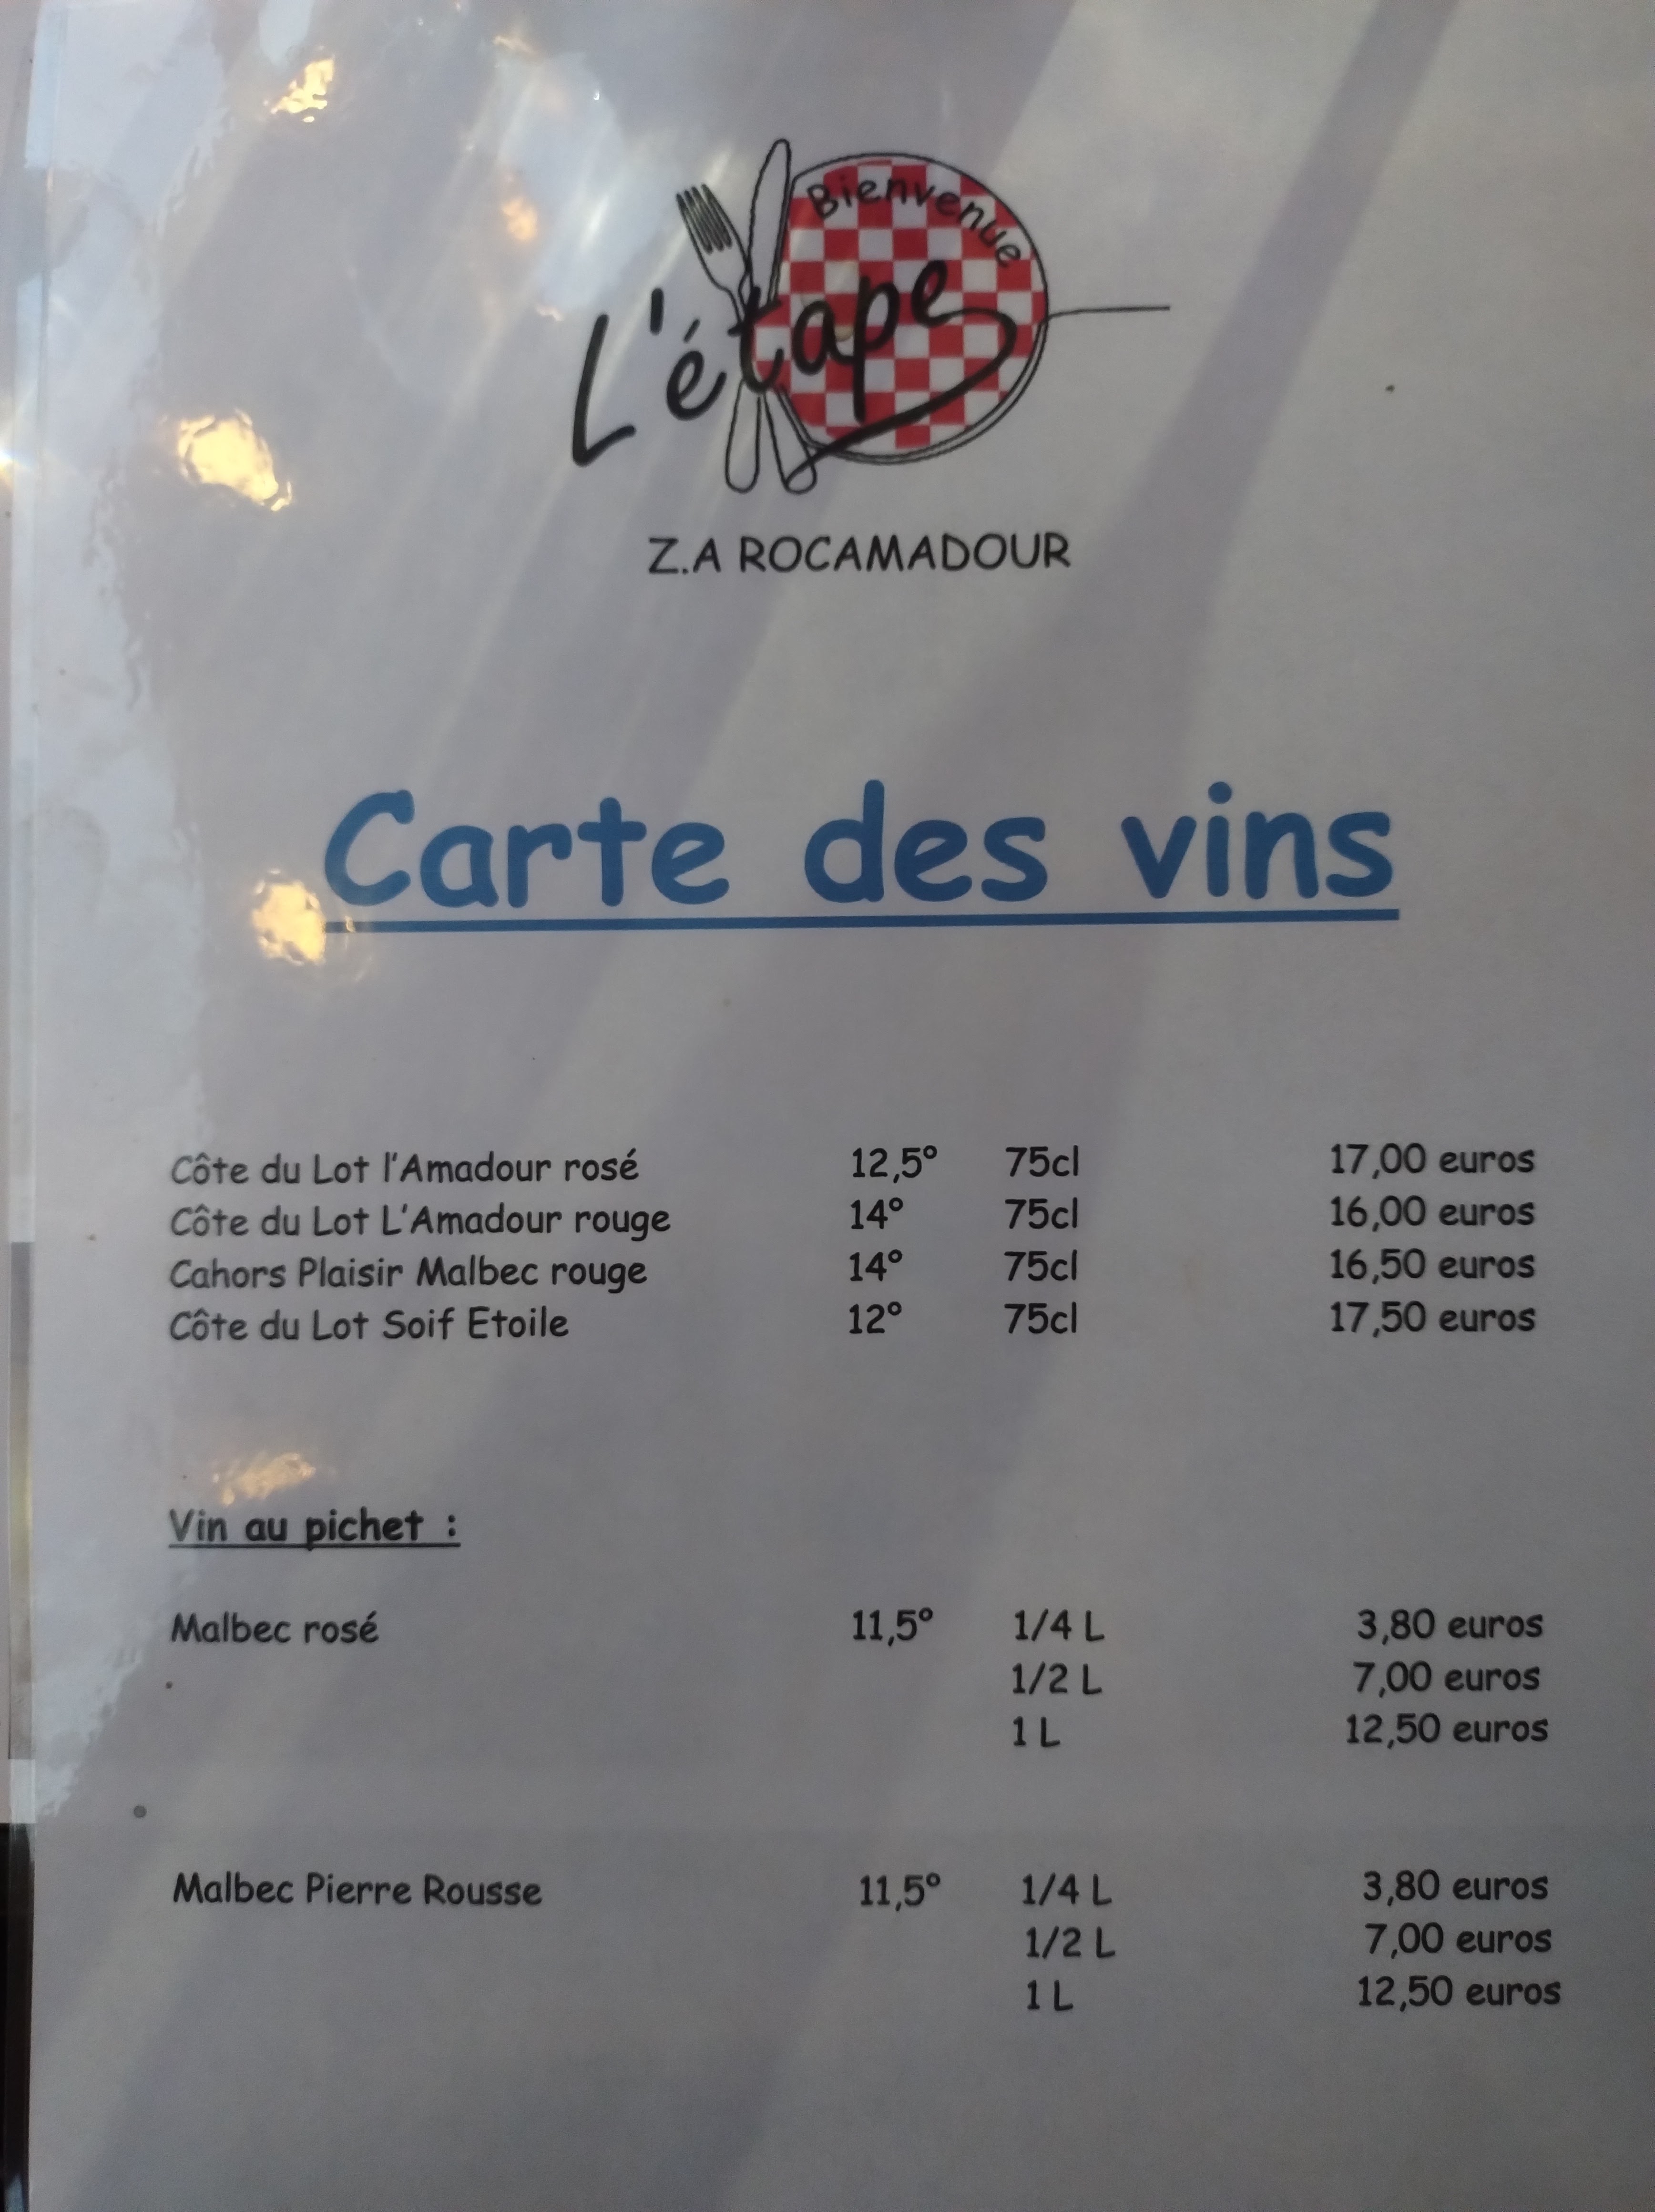 Bienvenue
L'étape
Z.A ROCAMADOUR
Carte des vins
Côte du Lot l'Amadour rosé 12,5° 75cl 17,00 euros
Côte du Lot L'Amadour rouge 14° 75cl 16,00 euros
Cahors Plaisir Malbec rouge 14° 75cl 16,50 euros
Côte du Lot Soif Etoile 12° 75cl 17,50 euros
Vin au pichet :
Malbec rosé 11,5° 1/4 L 3,80 euros
1/2 L 7,00 euros
1 L 12,50 euros
Malbec Pierre Rousse 11,5° 1/4 L 3,80 euros
1/2 L 7,00 euros
1 L 12,50 euros